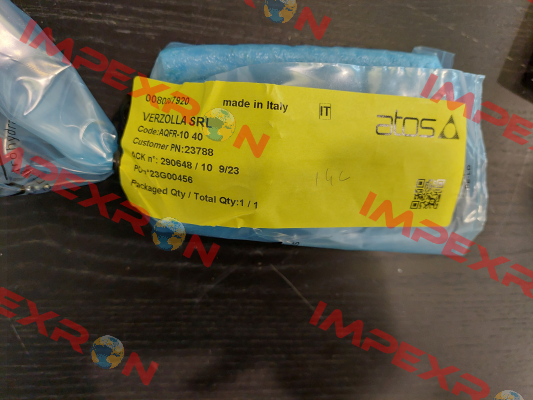 008007920
made in Italy
IT
atos
VERZOLLA SRL
Code:AQFR-10 40
Customer PN:23788
ACK n°: 290648 / 10 9/23
23G00456
Packaged Qty / Total Qty:1 / 1
IMPEXRON
IMPEXRON
IMPEXRON
IMPEXRON